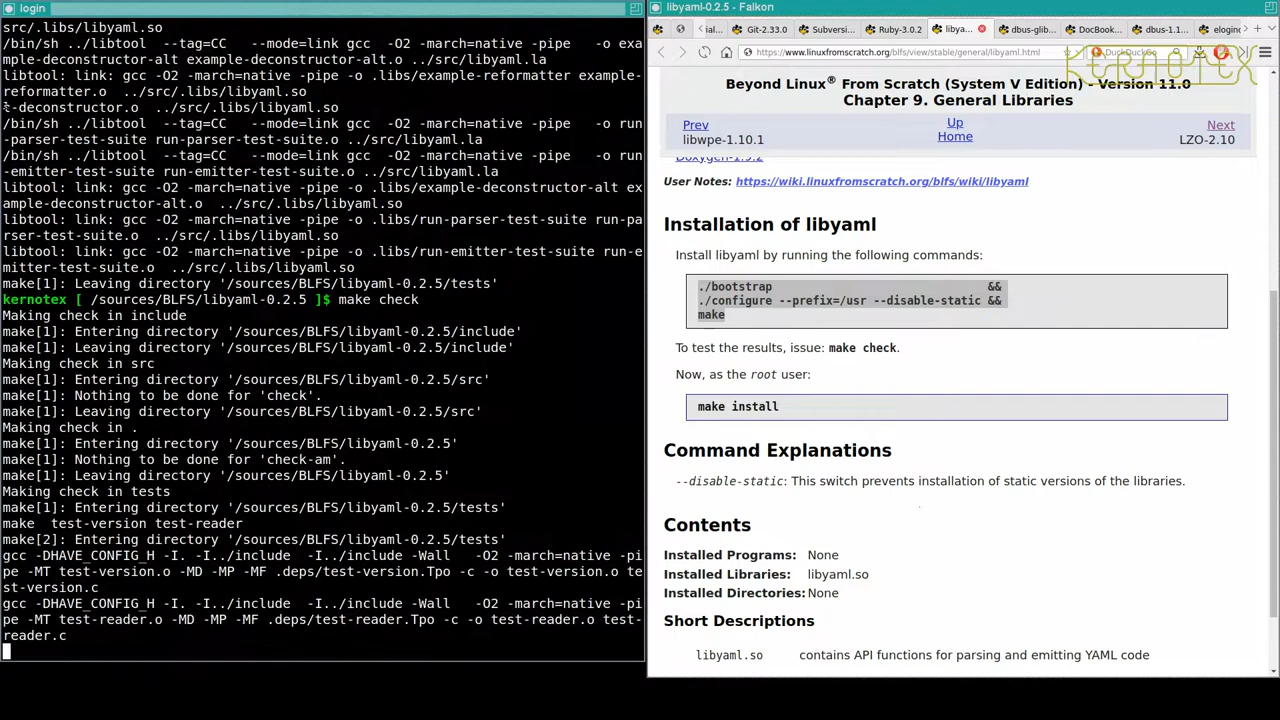 login
src/.libs/libyaml.so
/bin/sh ../libtool  --tag=CC   --mode=link gcc  -O2 -march=native -pipe   -o exa
mple-deconstructor-alt example-deconstructor-alt.o ../src/libyaml.la
libtool: link: gcc -O2 -march=native -pipe -o .libs/example-reformatter example-
reformatter.o  ../src/.libs/libyaml.so
e-deconstructor.o  ../src/.libs/libyaml.so
/bin/sh ../libtool  --tag=CC   --mode=link gcc  -O2 -march=native -pipe   -o run
-parser-test-suite run-parser-test-suite.o ../src/libyaml.la
/bin/sh ../libtool  --tag=CC   --mode=link gcc  -O2 -march=native -pipe   -o run
-emitter-test-suite run-emitter-test-suite.o ../src/libyaml.la
libtool: link: gcc -O2 -march=native -pipe -o .libs/example-deconstructor-alt ex
ample-deconstructor-alt.o  ../src/.libs/libyaml.so
libtool: link: gcc -O2 -march=native -pipe -o .libs/run-parser-test-suite run-pa
rser-test-suite.o  ../src/.libs/libyaml.so
libtool: link: gcc -O2 -march=native -pipe -o .libs/run-emitter-test-suite run-e
mitter-test-suite.o  ../src/.libs/libyaml.so
make[1]: Leaving directory '/sources/BLFS/libyaml-0.2.5/tests'
kernotex [ /sources/BLFS/libyaml-0.2.5 ]$ make check
Making check in include
make[1]: Entering directory '/sources/BLFS/libyaml-0.2.5/include'
make[1]: Leaving directory '/sources/BLFS/libyaml-0.2.5/include'
Making check in src
make[1]: Entering directory '/sources/BLFS/libyaml-0.2.5/src'
make[1]: Nothing to be done for 'check'.
make[1]: Leaving directory '/sources/BLFS/libyaml-0.2.5/src'
Making check in .
make[1]: Entering directory '/sources/BLFS/libyaml-0.2.5'
make[1]: Nothing to be done for 'check-am'.
make[1]: Leaving directory '/sources/BLFS/libyaml-0.2.5'
Making check in tests
make[1]: Entering directory '/sources/BLFS/libyaml-0.2.5/tests'
make  test-version test-reader
make[2]: Entering directory '/sources/BLFS/libyaml-0.2.5/tests'
gcc -DHAVE_CONFIG_H -I. -I../include  -I../include -Wall   -O2 -march=native -pi
pe -MT test-version.o -MD -MP -MF .deps/test-version.Tpo -c -o test-version.o te
st-version.c
gcc -DHAVE_CONFIG_H -I. -I../include  -I../include -Wall   -O2 -march=native -pi
pe -MT test-reader.o -MD -MP -MF .deps/test-reader.Tpo -c -o test-reader.o test-
reader.c
libyaml-0.2.5 - Falkon
ial... Git-2.33.0 Subversi... Ruby-3.0.2 libya... dbus-glib... DocBook... dbus-1.1... eloginc
https://www.linuxfromscratch.org/blfs/view/stable/general/libyaml.html DuckDuckGo
KERNOTEX
Beyond Linux® From Scratch (System V Edition) - Version 11.0
Chapter 9. General Libraries
Prev Up Next
libwpe-1.10.1 Home LZO-2.10
Doxygen-1.9.2
User Notes: https://wiki.linuxfromscratch.org/blfs/wiki/libyaml
Installation of libyaml
Install libyaml by running the following commands:
./bootstrap                           &&
./configure --prefix=/usr --disable-static &&
make
To test the results, issue: make check.
Now, as the root user:
make install
Command Explanations
--disable-static: This switch prevents installation of static versions of the libraries.
Contents
Installed Programs: None
Installed Libraries: libyaml.so
Installed Directories: None
Short Descriptions
libyaml.so contains API functions for parsing and emitting YAML code